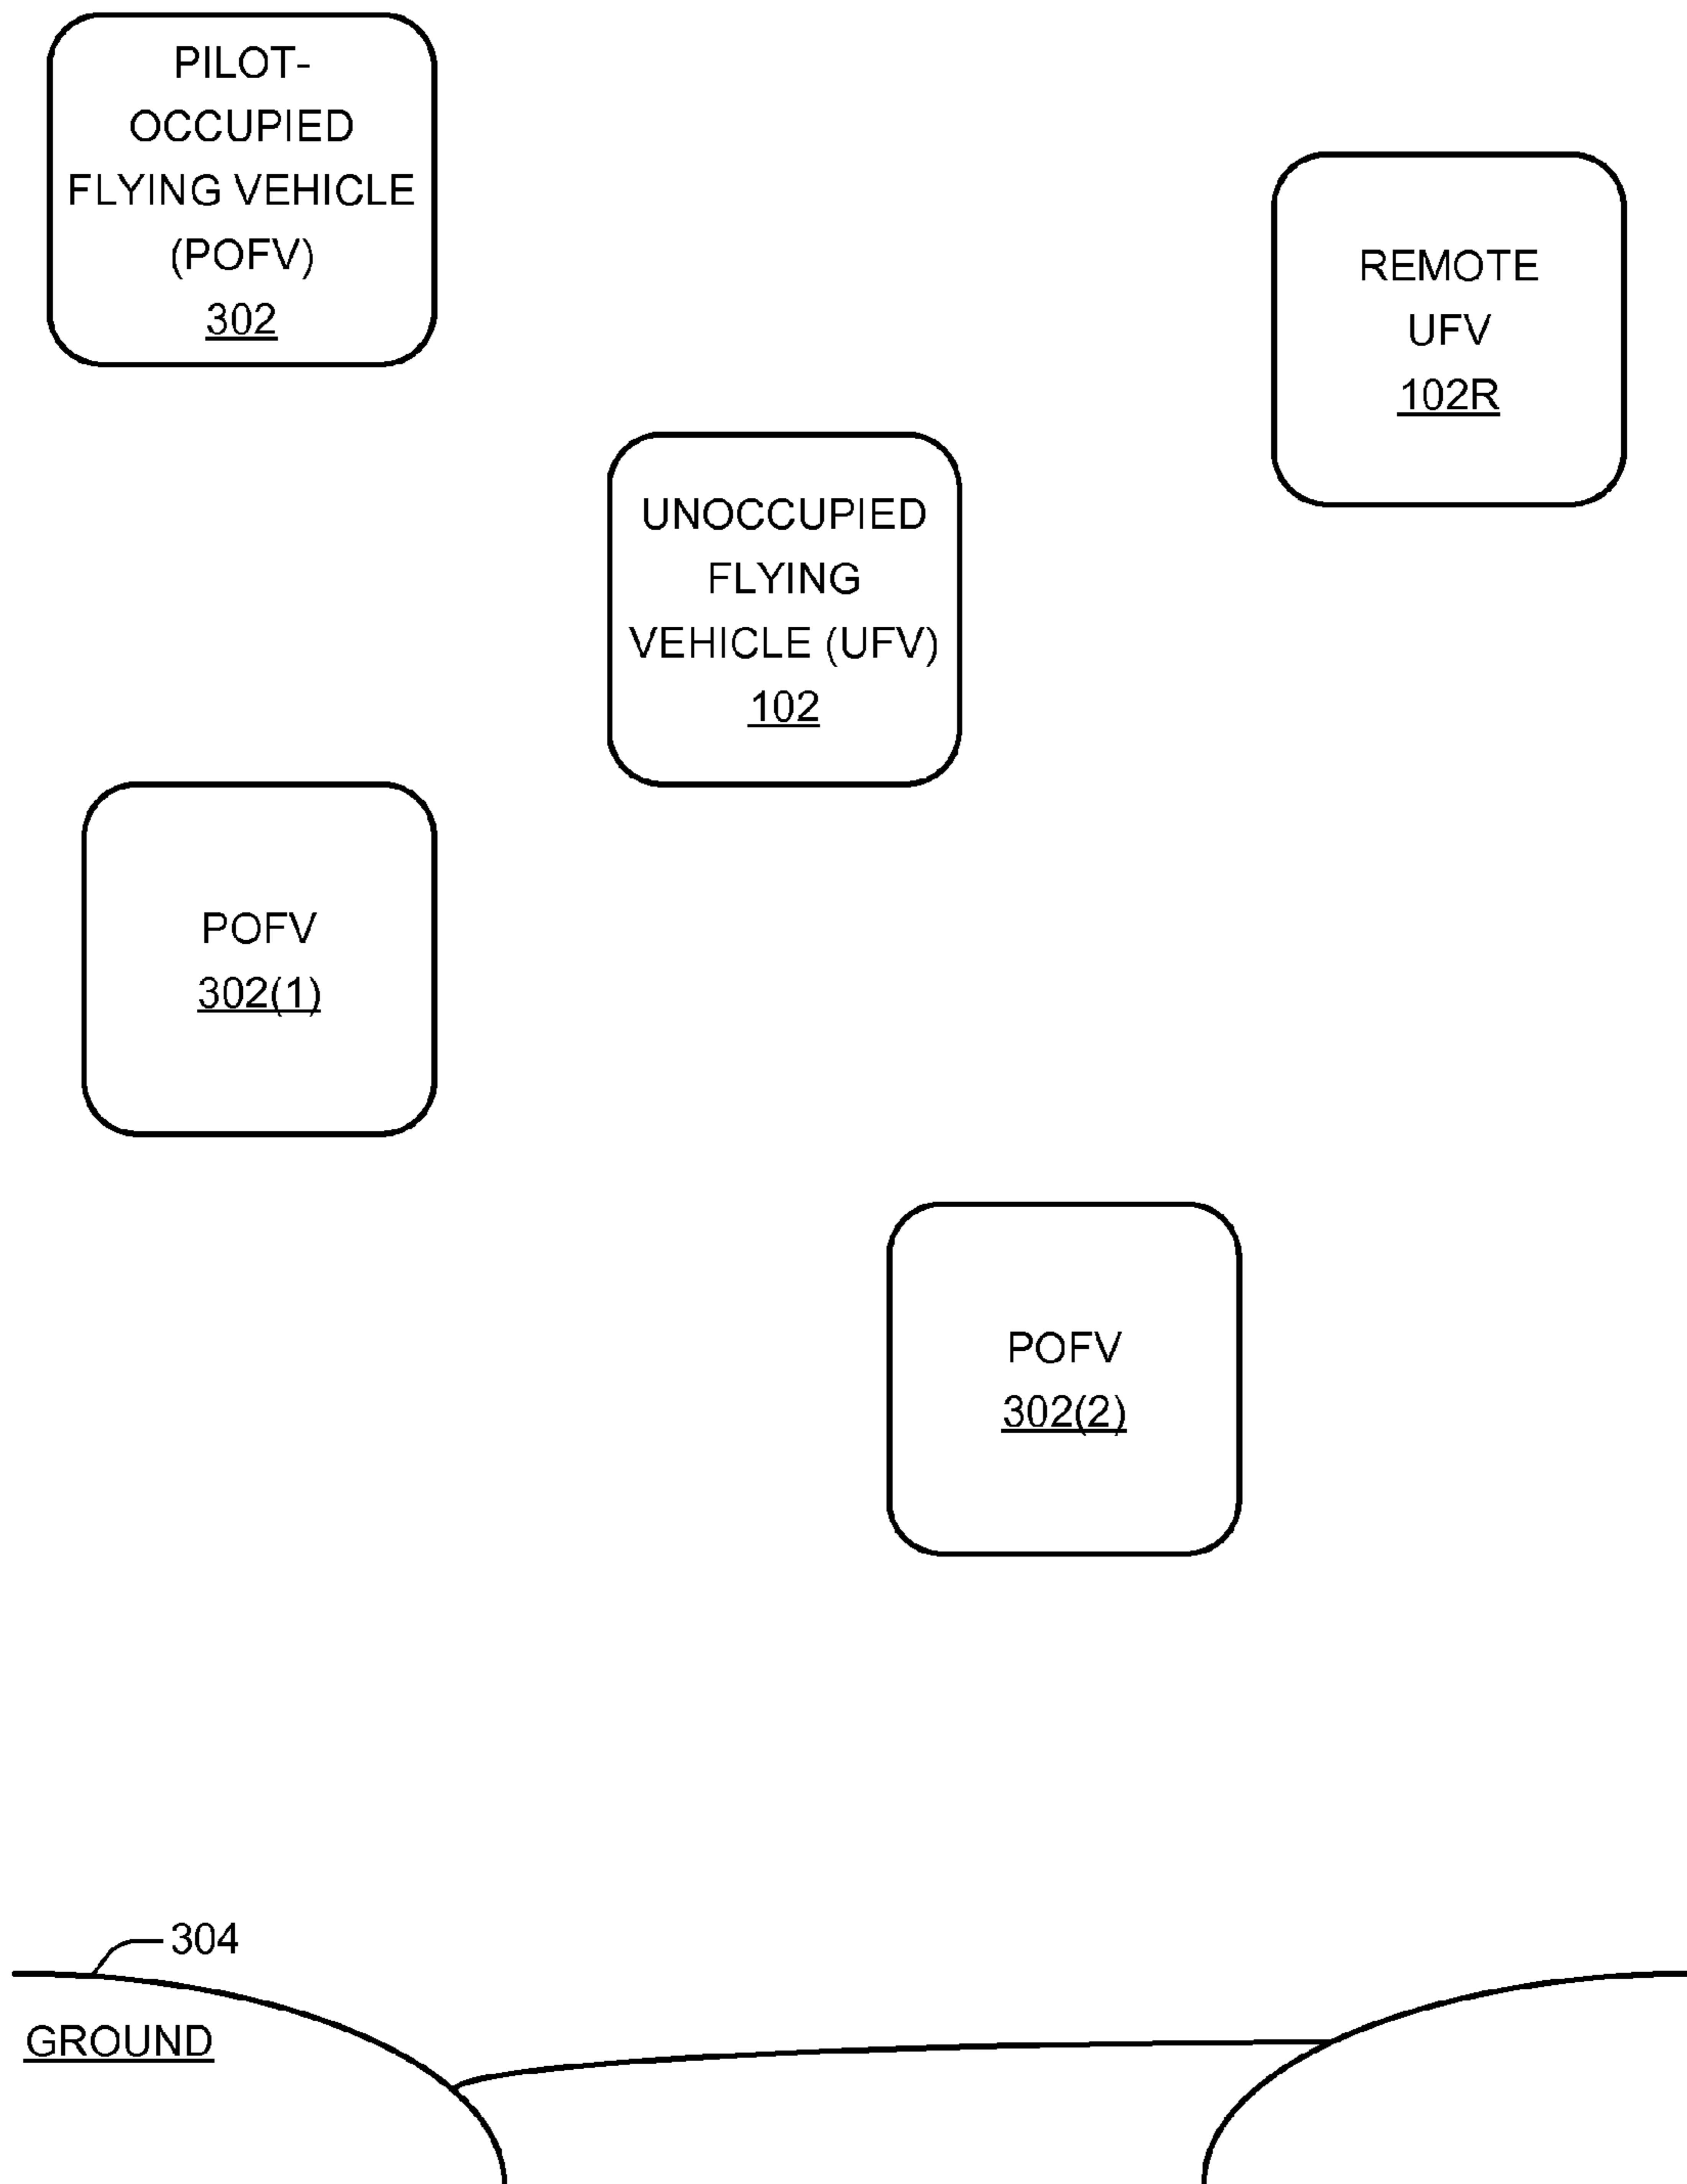 PILOT-
OCCUPIED
FLYING VEHICLE
(POFV)
302
REMOTE
UFV
102R
UNOCCUPIED
FLYING
VEHICLE (UFV)
102
POFV
302(1)
POFV
302(2)
304
GROUND